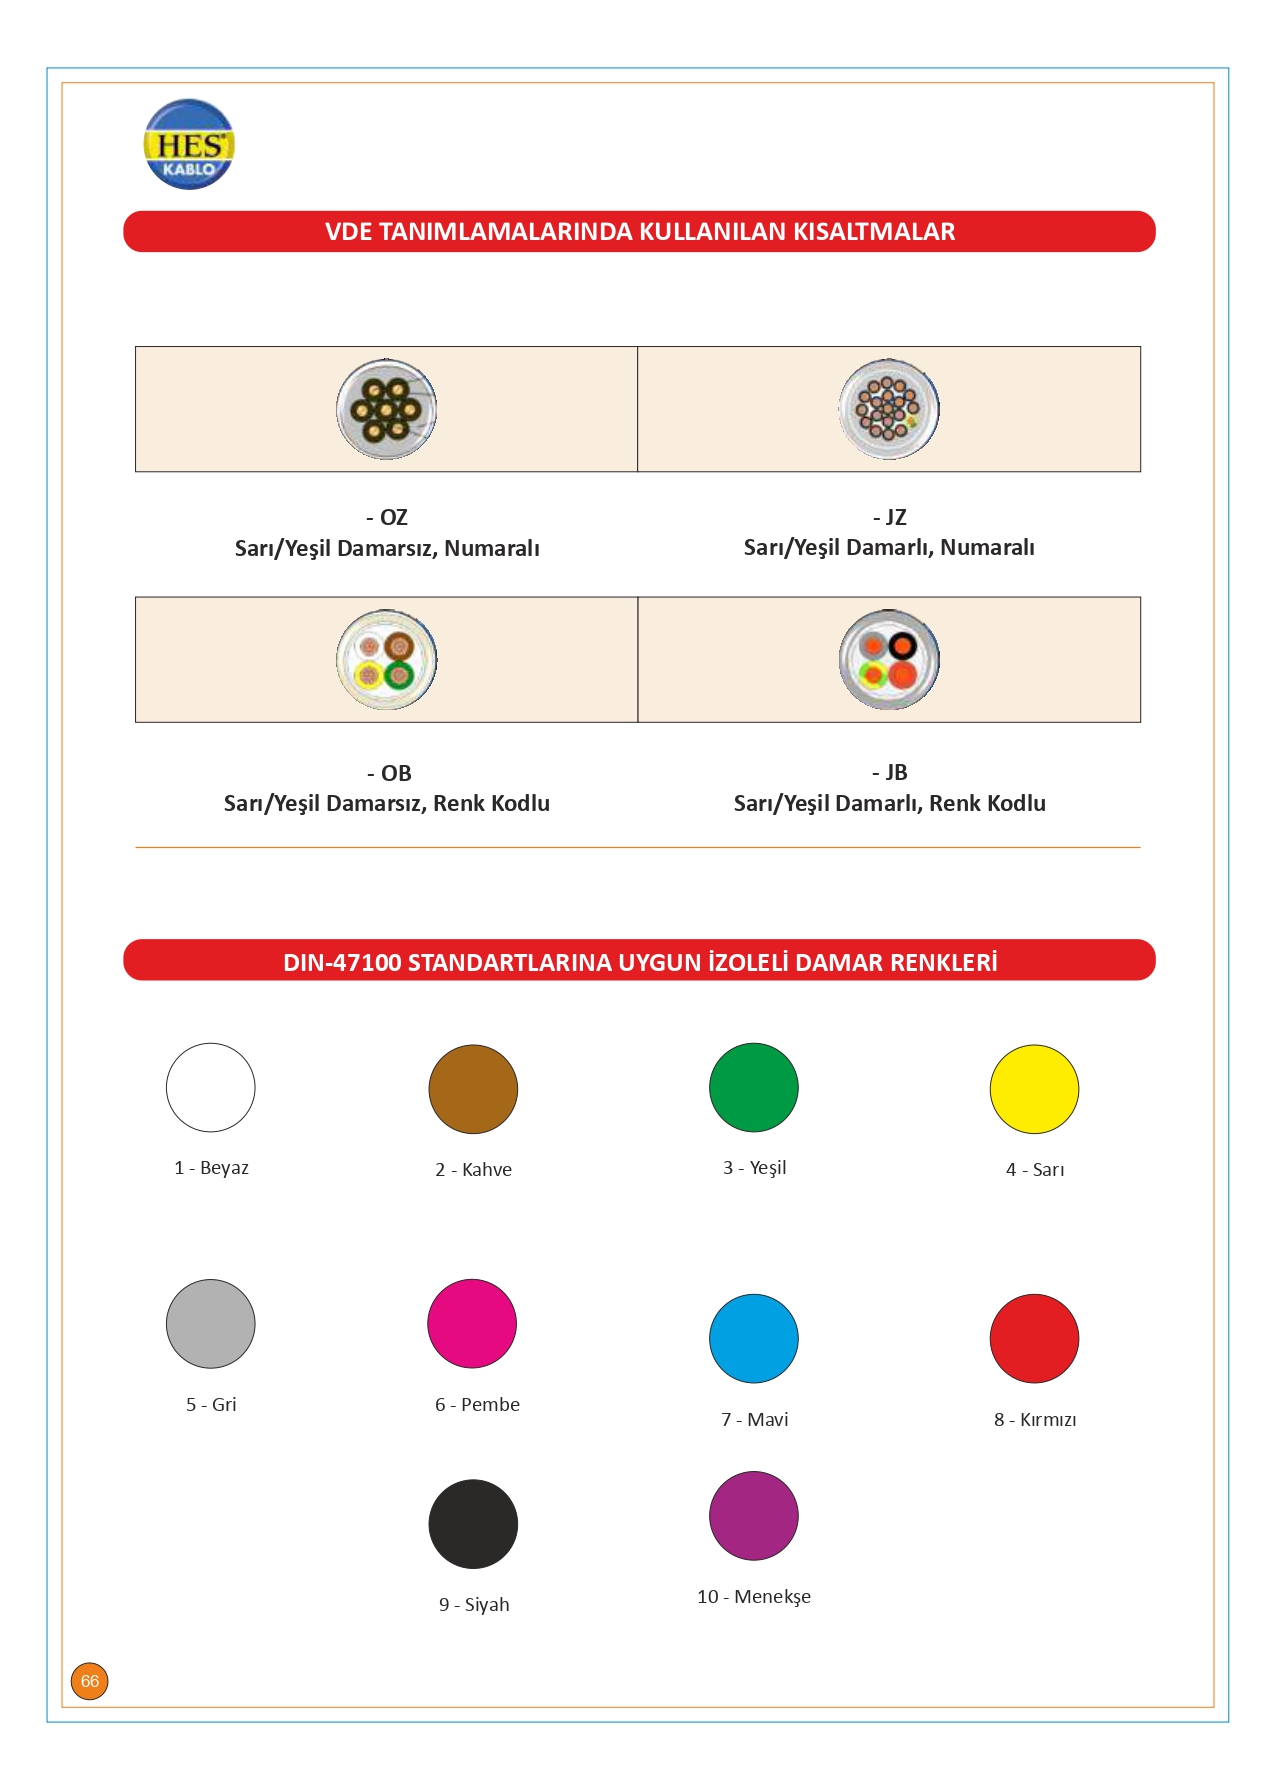 HES
KABLO
VDE TANIMLAMALARINDA KULLANILAN KISALTMALAR
- OZ
Sarı/Yeşil Damarsız, Numaralı
- JZ
Sarı/Yeşil Damarlı, Numaralı
- OB
Sarı/Yeşil Damarsız, Renk Kodlu
- JB
Sarı/Yeşil Damarlı, Renk Kodlu
DIN-47100 STANDARTLARINA UYGUN İZOLELİ DAMAR RENKLERİ
1 - Beyaz
2 - Kahve
3 - Yeşil
4 - Sarı
5 - Gri
6 - Pembe
7 - Mavi
8 - Kırmızı
9 - Siyah
10 - Menekşe
66